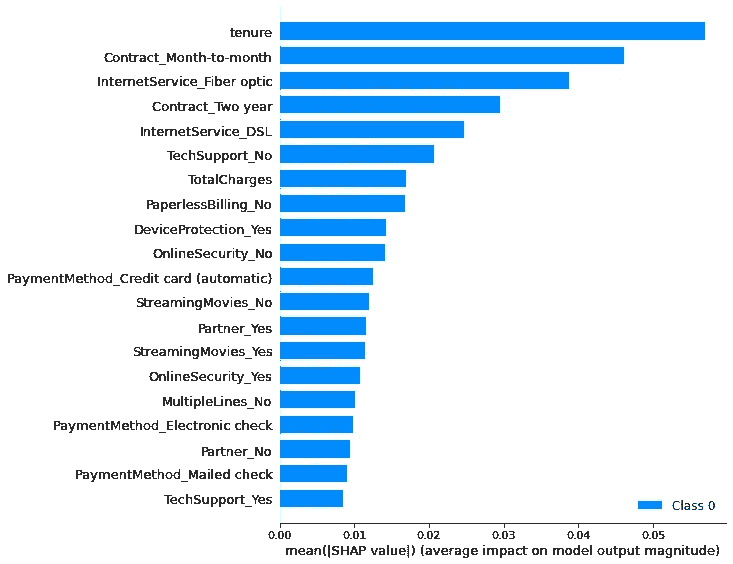 tenure
Contract_Month-to-month
InternetService_Fiber optic
Contract_Two year
InternetService_DSL
TechSupport_No
TotalCharges
PaperlessBilling_No
DeviceProtection_Yes
OnlineSecurity_No
PaymentMethod_Credit card (automatic)
StreamingMovies_No
Partner_Yes
StreamingMovies_Yes
OnlineSecurity_Yes
MultipleLines_No
PaymentMethod_Electronic check
Partner_No
PaymentMethod_Mailed check
TechSupport_Yes
Class 0
0.00 0.01 0.02 0.03 0.04 0.05
mean(|SHAP value|) (average impact on model output magnitude)